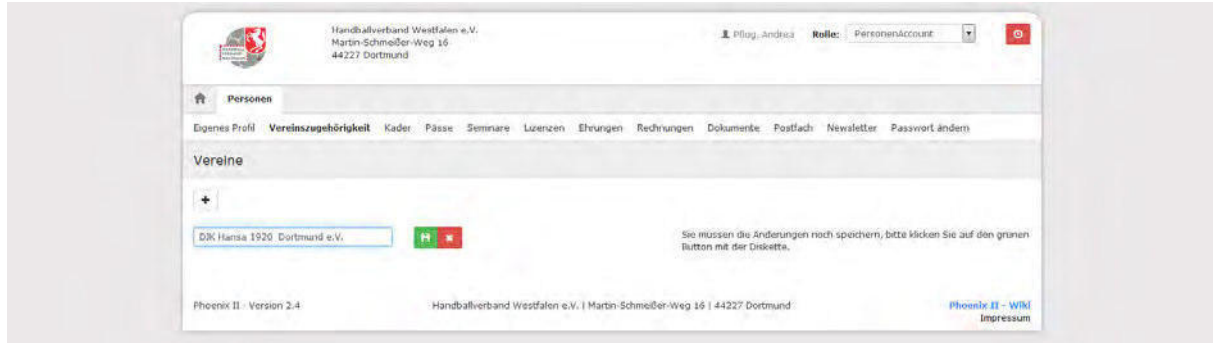 Handballverband Westfalen e.V.
Martin-Schmeißer-Weg 16
44227 Dortmund
Pflug, Andrea Rolle: PersonenAccount
Personen
Eigenes Profil Vereinszugehörigkeit Kader Pässe Seminare Lizenzen Ehrungen Rechnungen Dokumente Postfach Newsletter Passwort ändern
Vereine
DJK Hansa 1920 Dortmund e.V.
Sie müssen die Änderungen noch speichern, bitte klicken Sie auf den grünen
Button mit der Diskette.
Phoenix II - Version 2.4 Handballverband Westfalen e.V. | Martin-Schmeißer-Weg 16 | 44227 Dortmund Phoenix II - Wiki
Impressum